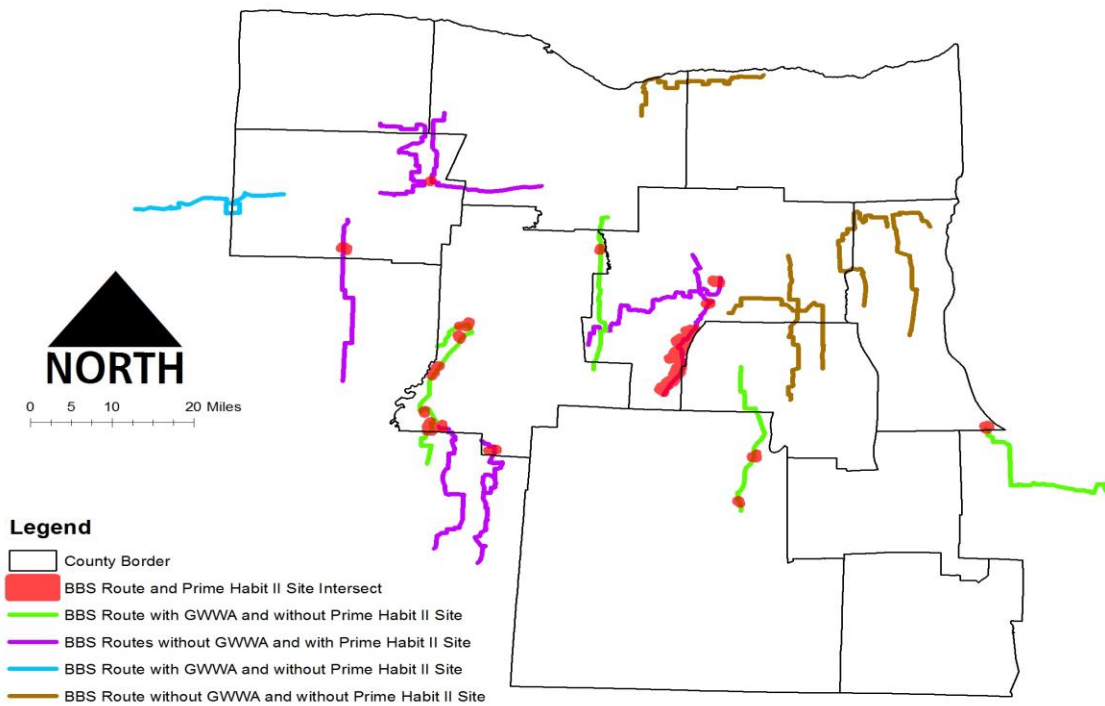 NORTH
0 5 10 20 Miles
Legend
County Border
BBS Route and Prime Habit II Site Intersect
BBS Route with GWWA and without Prime Habit II Site
BBS Routes without GWWA and with Prime Habit II Site
BBS Route with GWWA and without Prime Habit II Site
BBS Route without GWWA and without Prime Habit II Site